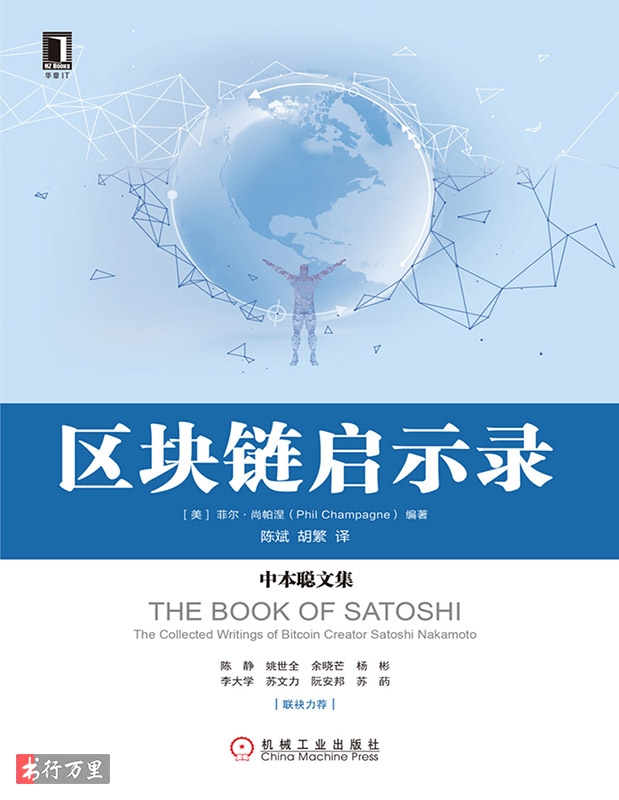 HZ BOOKS
华章IT
区块链启示录
［美］菲尔·尚帕涅（Phil Champagne） 编著
陈斌 胡繁 译
中本聪文集
THE BOOK OF SATOSHI
The Collected Writings of Bitcoin Creator Satoshi Nakamoto
陈 静 姚世全 余晓芒 杨 彬
李大学 苏文力 阮安邦 苏 菂
｜联袂力荐｜
机械工业出版社
China Machine Press
书行万里